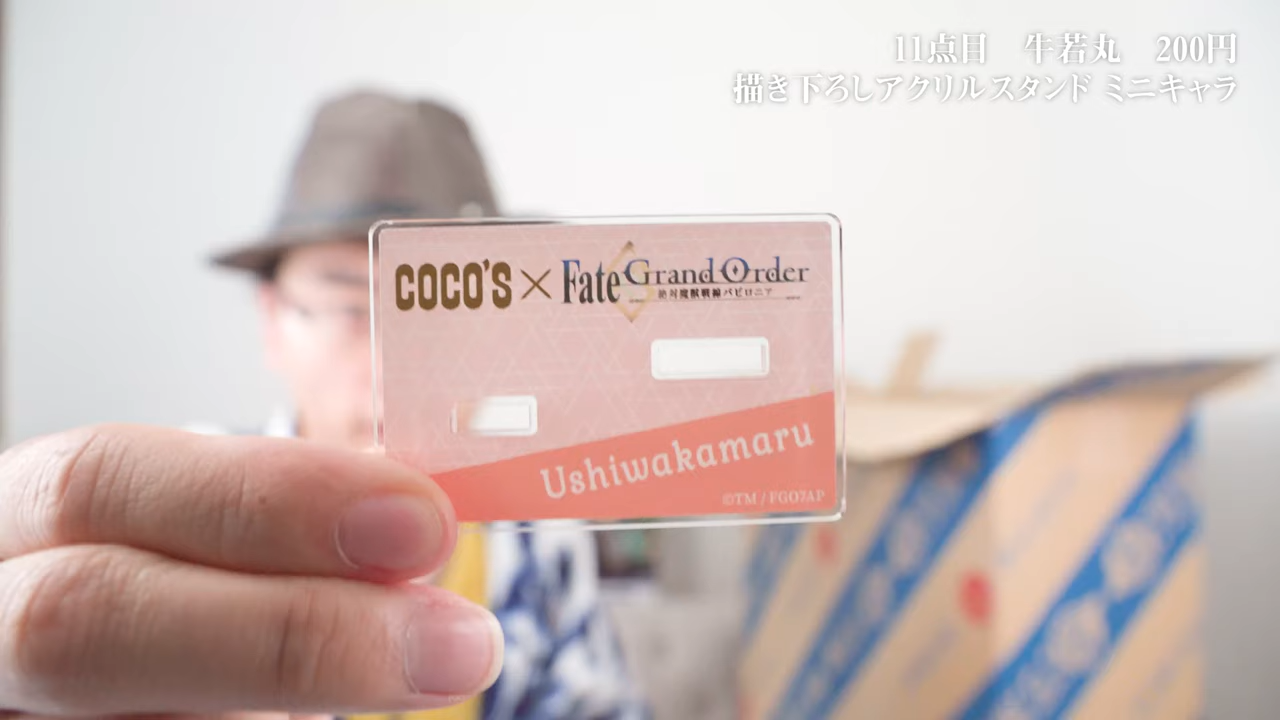 11点目　牛若丸　200円
描き下ろしアクリルスタンド ミニキャラ
COCO'S×Fate Grand Order
絶対魔獣戦線バビロニア
Ushiwakamaru
©TM / FGO7AP